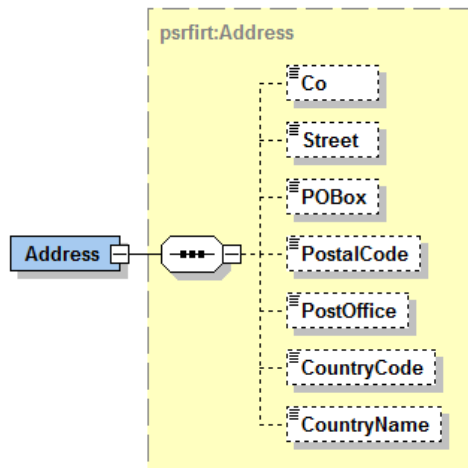 psrfirt:Address
Co
Street
POBox
Address
PostalCode
PostOffice
CountryCode
CountryName